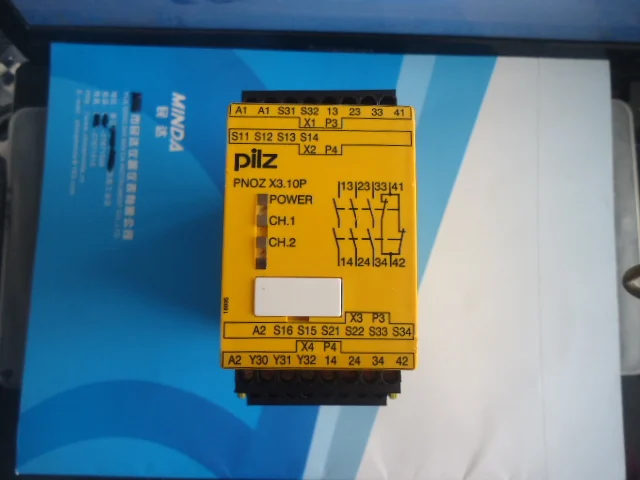 A1 A1 S31 S32 13 23 33 41
X1 P3
S11 S12 S13 S14
X2 P4
pilz
PNOZ X3.10P
POWER
CH.1
CH.2
13 23 33 41
14 24 34 42
X3 P3
A2 S16 S15 S21 S22 S33 S34
X4 P4
A2 Y30 Y31 Y32 14 24 34 42
MINDA